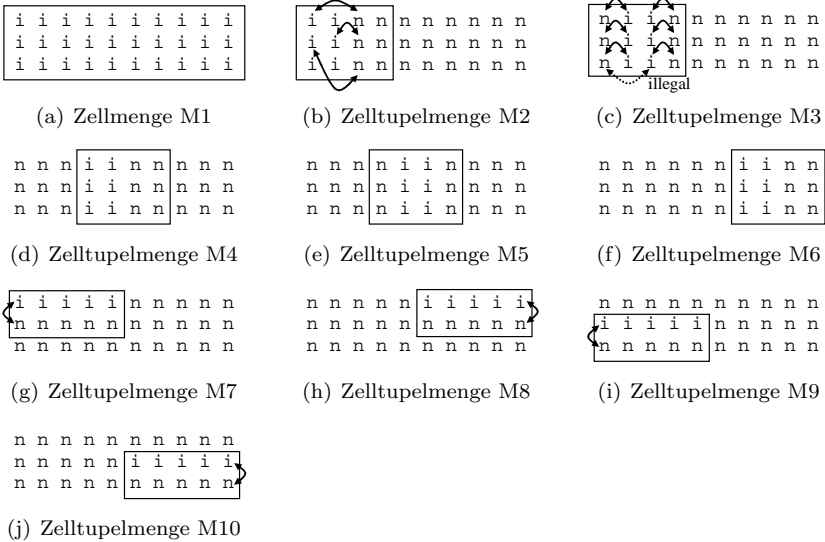 i i i i i i i i i i
i i i i i i i i i i
i i i i i i i i i i
(a) Zellmenge M1
i i n n n n n n n n
i i n n n n n n n n
i i n n n n n n n n
(b) Zelltupelmenge M2
n i i n n n n n n n
n i i n n n n n n n
n i i n n n n n n n
illegal
(c) Zelltupelmenge M3
n n n i i n n n n n
n n n i i n n n n n
n n n i i n n n n n
(d) Zelltupelmenge M4
n n n n i i n n n n
n n n n i i n n n n
n n n n i i n n n n
(e) Zelltupelmenge M5
n n n n n n i i n n
n n n n n n i i n n
n n n n n n i i n n
(f) Zelltupelmenge M6
i i i i i n n n n n
n n n n n n n n n n
n n n n n n n n n n
(g) Zelltupelmenge M7
n n n n n i i i i i
n n n n n n n n n n
n n n n n n n n n n
(h) Zelltupelmenge M8
n n n n n n n n n n
i i i i i n n n n n
n n n n n n n n n n
(i) Zelltupelmenge M9
n n n n n n n n n n
n n n n n i i i i i
n n n n n n n n n n
(j) Zelltupelmenge M10